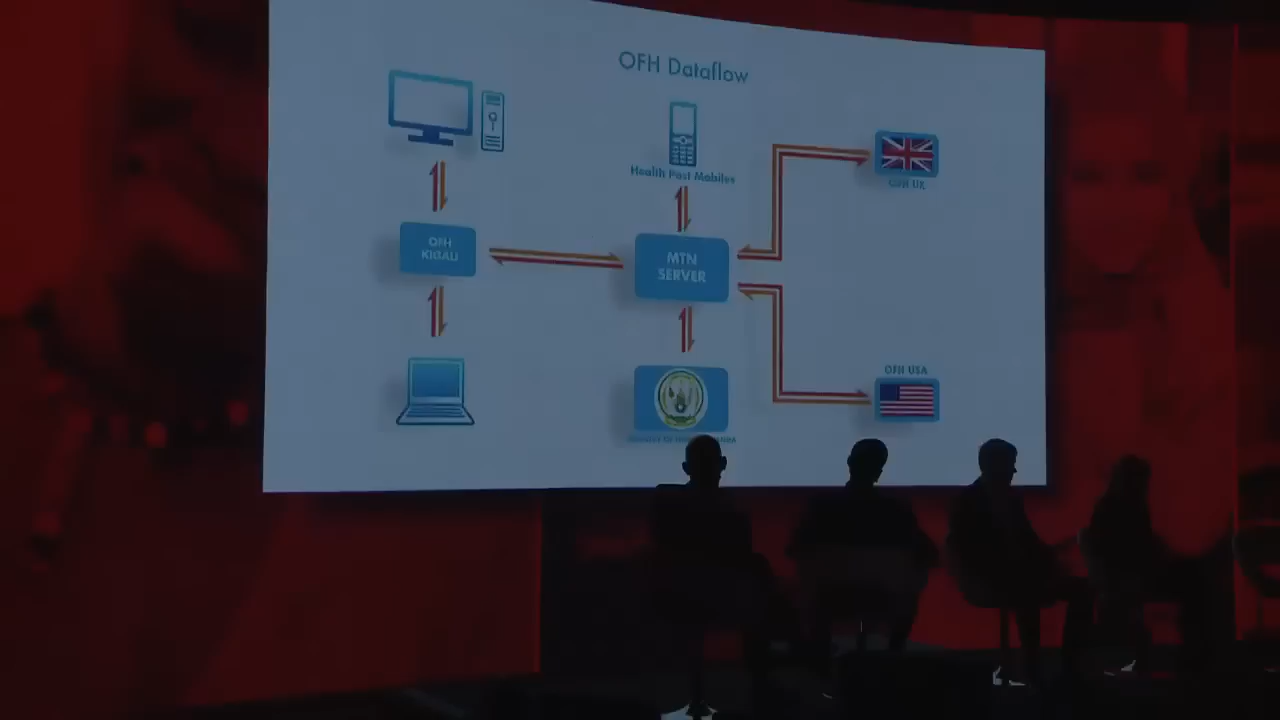 OFH Dataflow
Health Post Mobiles
OFH UK
OFH
KIGALI
MTN
SERVER
OFH USA